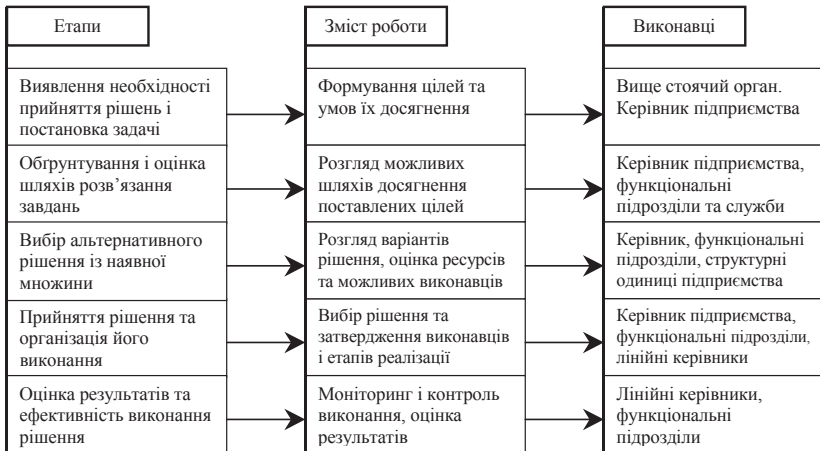 Етапи
Зміст роботи
Виконавці
Виявлення необхідності
прийняття рішень і
постановка задачі
Формування цілей та
умов їх досягнення
Вище стоячий орган.
Керівник підприємства
Обґрунтування і оцінка
шляхів розв’язання
завдань
Розгляд можливих
шляхів досягнення
поставлених цілей
Керівник підприємства,
функціональні
підрозділи та служби
Вибір альтернативного
рішення із наявної
множини
Розгляд варіантів
рішення, оцінка ресурсів
та можливих виконавців
Керівник, функціональні
підрозділи, структурні
одиниці підприємства
Прийняття рішення та
організація його
виконання
Вибір рішення та
затвердження виконавців
і етапів реалізації
Керівник підприємства,
функціональні підрозділи,
лінійні керівники
Оцінка результатів та
ефективність виконання
рішення
Моніторинг і контроль
виконання, оцінка
результатів
Лінійні керівники,
функціональні
підрозділи